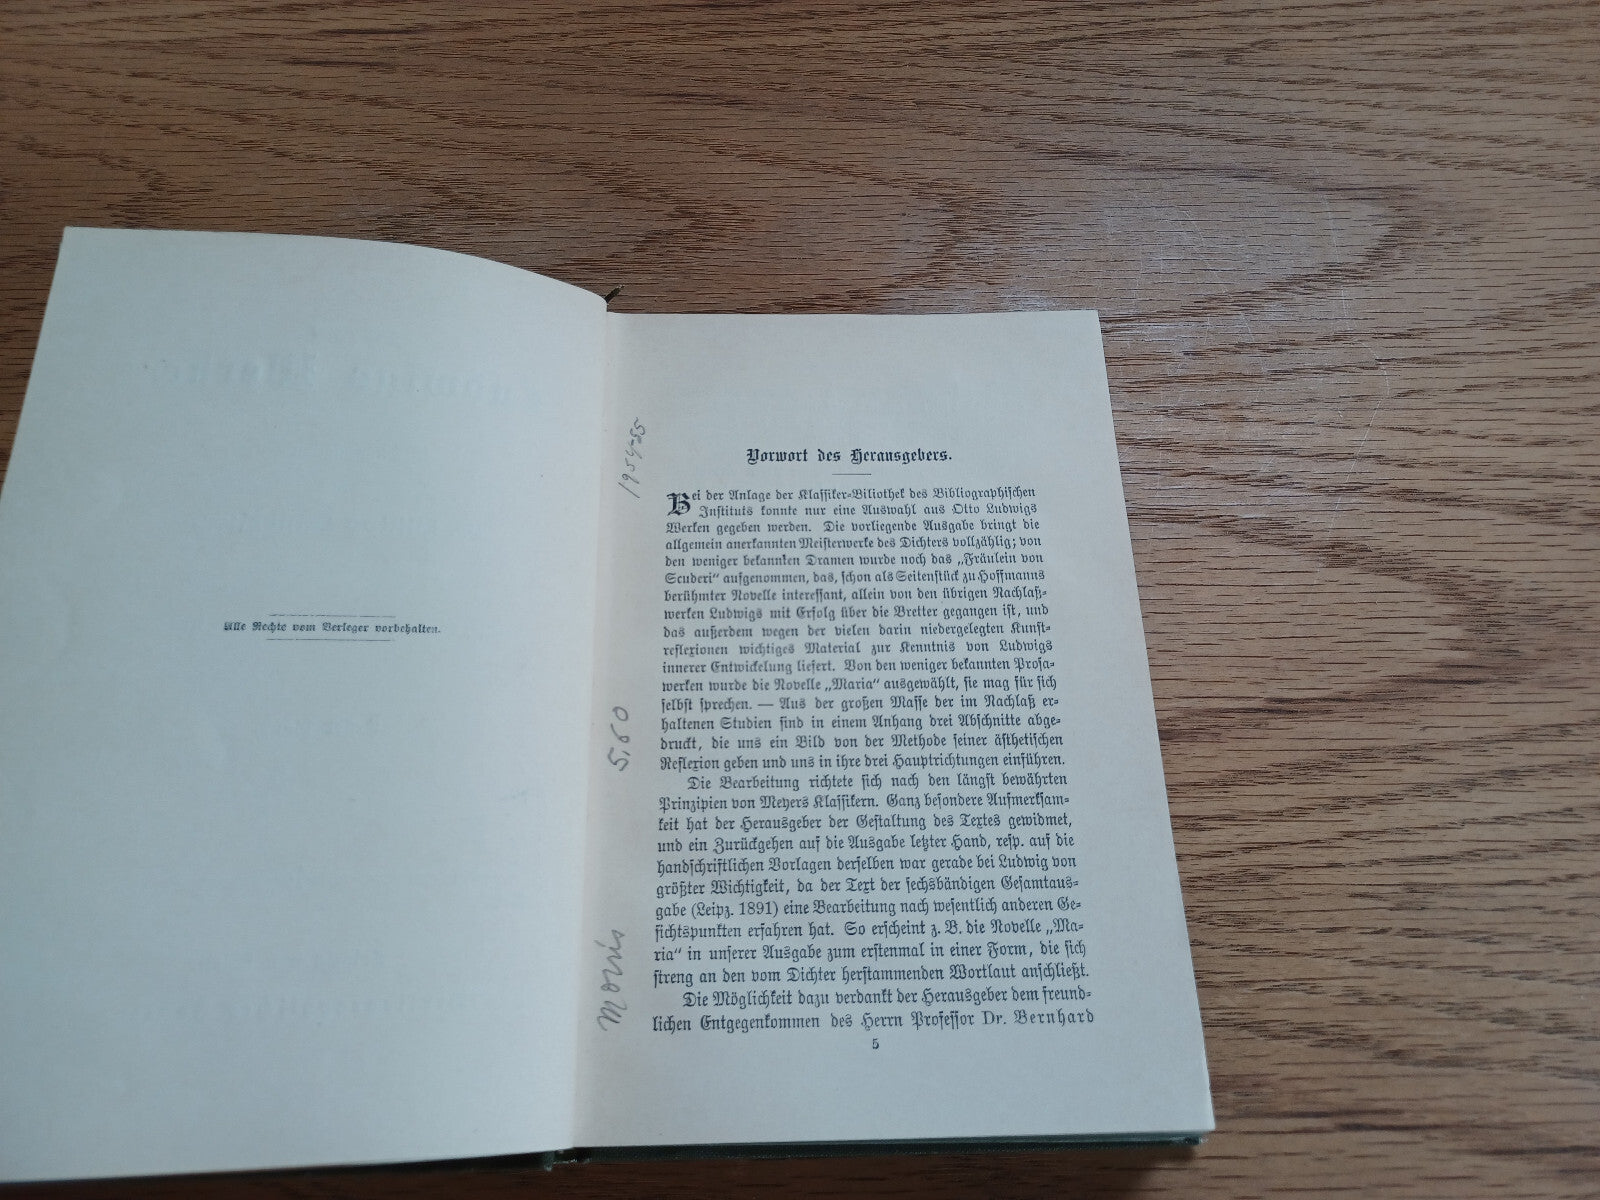 Alle Rechte vom Verleger vorbehalten.
1954-55
5,60
Morris
Vorwort des Herausgebers.
Bei der Anlage der Klassiker-Biliothek des Bibliographischen
Instituts konnte nur eine Auswahl aus Otto Ludwigs
Werken gegeben werden. Die vorliegende Ausgabe bringt die
allgemein anerkannten Meisterwerke des Dichters vollzählig; von
den weniger bekannten Dramen wurde noch das „Fräulein von
Scuderi“ aufgenommen, das, schon als Seitenstück zu Hoffmanns
berühmter Novelle interessant, allein von den übrigen Nachlaß-
werken Ludwigs mit Erfolg über die Bretter gegangen ist, und
das außerdem wegen der vielen darin niedergelegten Kunst-
reflexionen wichtiges Material zur Kenntnis von Ludwigs
innerer Entwickelung liefert. Von den weniger bekannten Prosa-
werken wurde die Novelle „Maria“ ausgewählt, sie mag für sich
selbst sprechen. — Aus der großen Masse der im Nachlaß er-
haltenen Studien sind in einem Anhang drei Abschnitte abge-
druckt, die uns ein Bild von der Methode seiner ästhetischen
Reflexion geben und uns in ihre drei Hauptrichtungen einführen.
Die Bearbeitung richtete sich nach den längst bewährten
Prinzipien von Meyers Klassikern. Ganz besondere Aufmerksam-
keit hat der Herausgeber der Gestaltung des Textes gewidmet,
und ein Zurückgehen auf die Ausgabe letzter Hand, resp. auf die
handschriftlichen Vorlagen derselben war gerade bei Ludwig von
größter Wichtigkeit, da der Text der sechsbändigen Gesamtaus-
gabe (Leipz. 1891) eine Bearbeitung nach wesentlich anderen Ge-
sichtspunkten erfahren hat. So erscheint z. B. die Novelle „Ma-
ria“ in unserer Ausgabe zum erstenmal in einer Form, die sich
streng an den vom Dichter herstammenden Wortlaut anschließt.
Die Möglichkeit dazu verdankt der Herausgeber dem freund-
lichen Entgegenkommen des Herrn Professor Dr. Bernhard
5